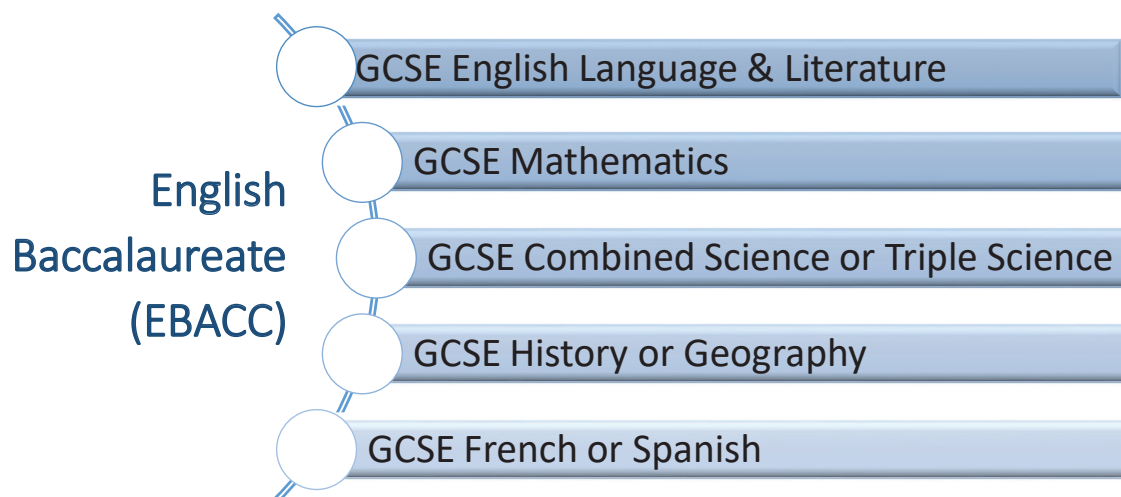 English
Baccalaureate
(EBACC)
GCSE English Language & Literature
GCSE Mathematics
GCSE Combined Science or Triple Science
GCSE History or Geography
GCSE French or Spanish